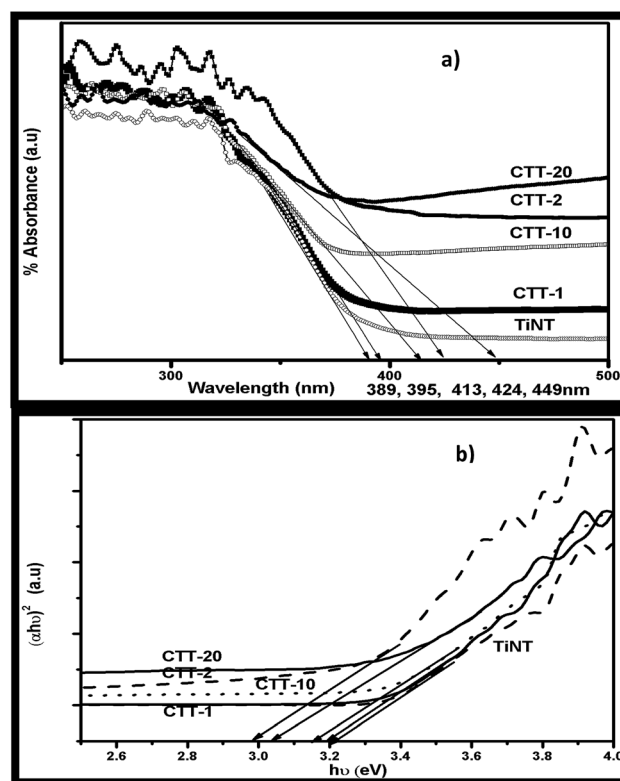 a)
% Absorbance (a.u)
CTT-20
CTT-2
CTT-10
CTT-1
TiNT
300 400 500
Wavelength (nm)
389, 395, 413, 424, 449nm
b)
(αhυ)² (a.u)
CTT-20
CTT-2
CTT-10
TiNT
CTT-1
2.6 2.8 3.0 3.2 3.4 3.6 3.8 4.0
hυ (eV)